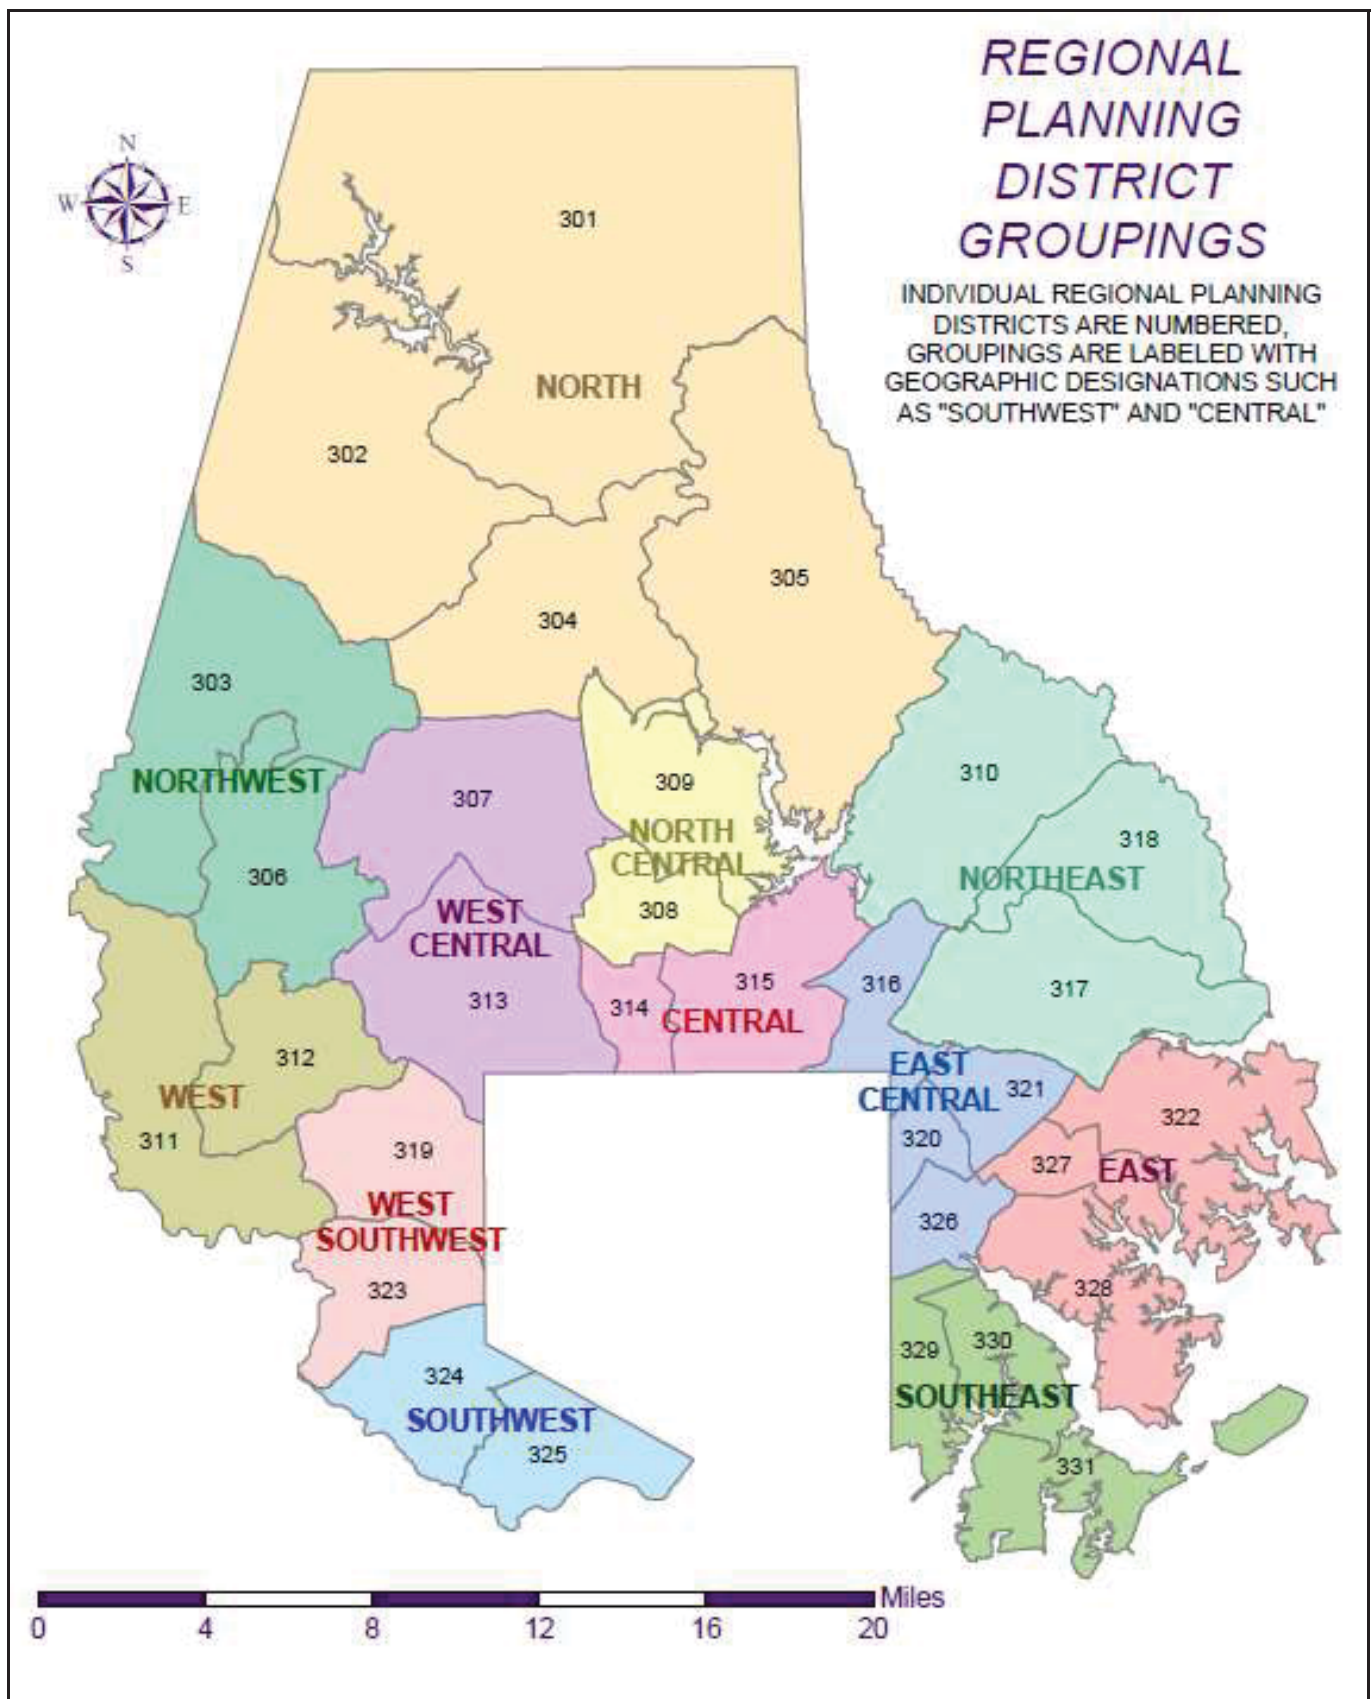 REGIONAL
PLANNING
DISTRICT
GROUPINGS
INDIVIDUAL REGIONAL PLANNING
DISTRICTS ARE NUMBERED,
GROUPINGS ARE LABELED WITH
GEOGRAPHIC DESIGNATIONS SUCH
AS "SOUTHWEST" AND "CENTRAL"
N
W
E
S
301
NORTH
302
305
304
303
NORTHWEST
306
307
309
NORTH
CENTRAL
308
310
318
NORTHEAST
317
WEST
CENTRAL
313
314
315
CENTRAL
316
312
WEST
311
EAST
CENTRAL
321
320
326
322
327
EAST
328
319
WEST
SOUTHWEST
323
324
SOUTHWEST
325
329
330
SOUTHEAST
331
Miles
0
4
8
12
16
20